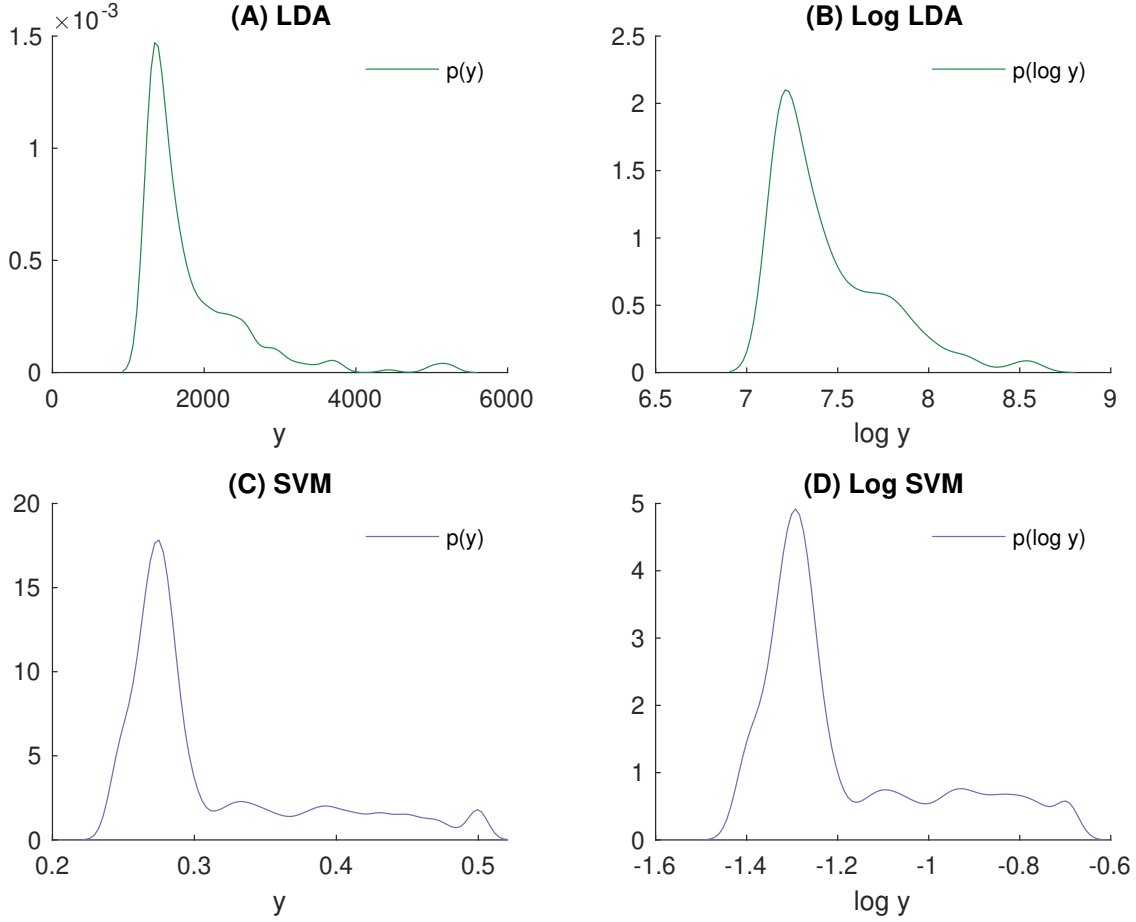 (A) LDA
×10⁻³
1.5
1
0.5
0
0 2000 4000 6000
y
p(y)
(B) Log LDA
2.5
2
1.5
1
0.5
0
6.5 7 7.5 8 8.5 9
log y
p(log y)
(C) SVM
20
15
10
5
0
0.2 0.3 0.4 0.5
y
p(y)
(D) Log SVM
5
4
3
2
1
0
-1.6 -1.4 -1.2 -1 -0.8 -0.6
log y
p(log y)